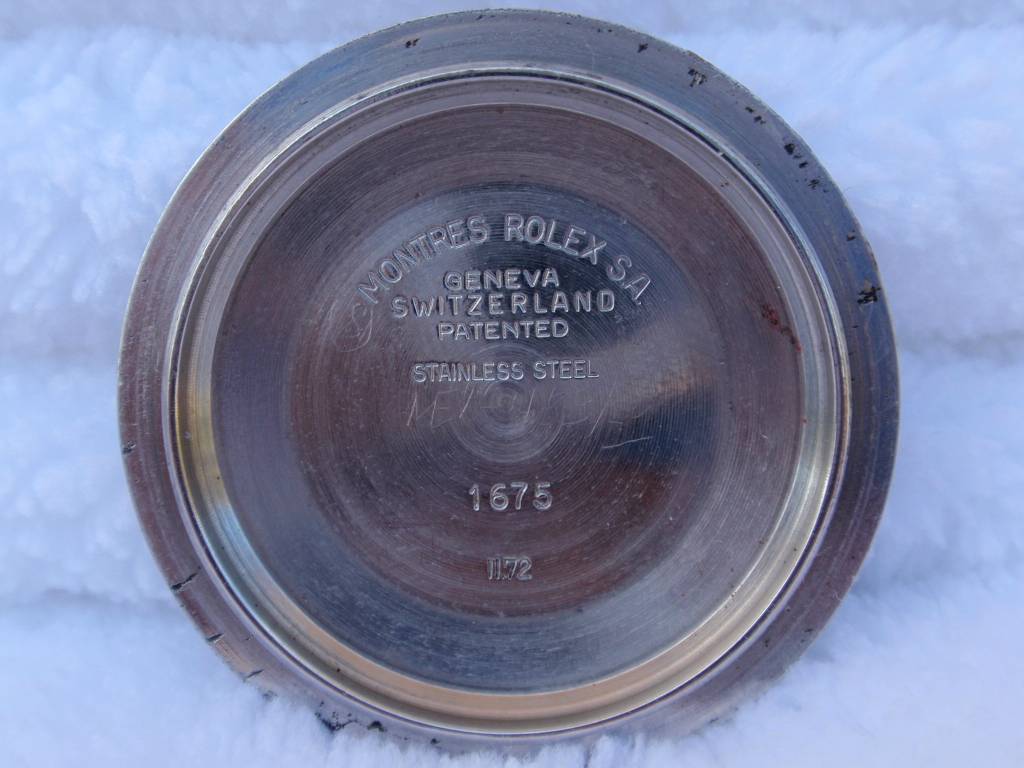 MONTRES ROLEX S.A.
GENEVA
SWITZERLAND
PATENTED
STAINLESS STEEL
1675
II.72